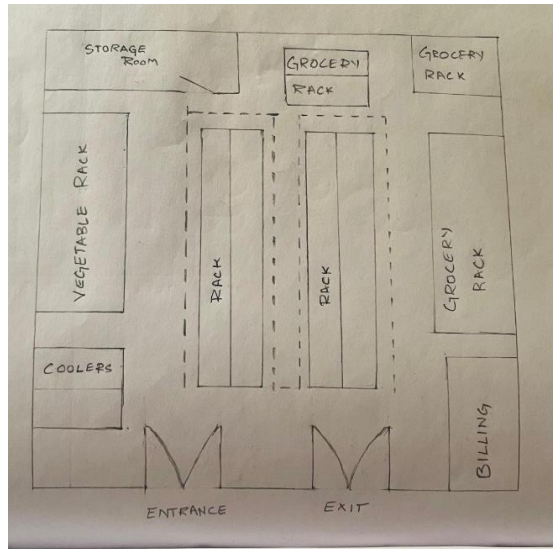 STORAGE
ROOM
GROCERY
RACK
GROCERY
RACK
VEGETABLE RACK
RACK
RACK
GROCERY
RACK
COOLERS
BILLING
ENTRANCE
EXIT